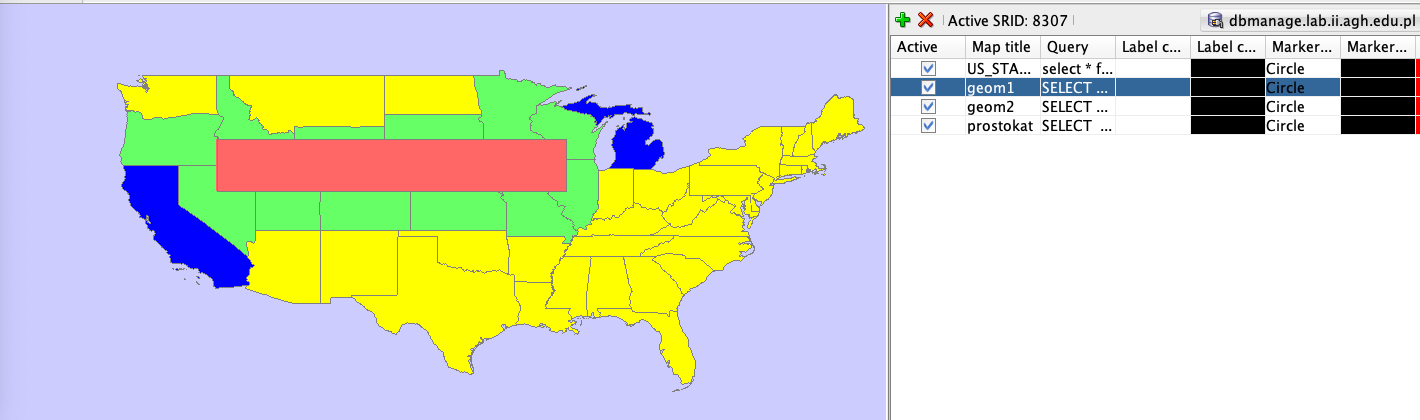 Active SRID: 8307 dbmanage.lab.ii.agh.edu.pl
Active Map title Query Label c... Label c... Marker... Marker...
US_STA... select * f... Circle
geom1 SELECT ... Circle
geom2 SELECT ... Circle
prostokat SELECT ... Circle